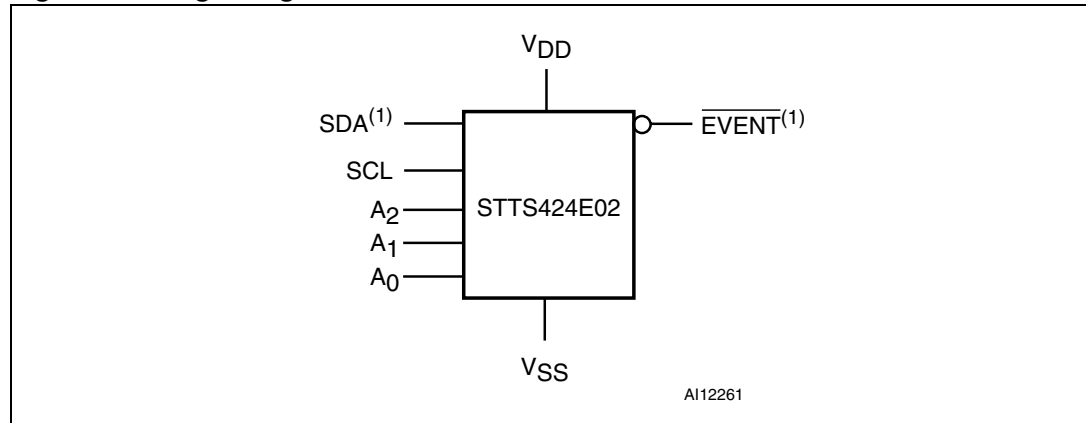 VDD
SDA(1)
EVENT(1)
SCL
STTS424E02
A2
A1
A0
VSS
AI12261